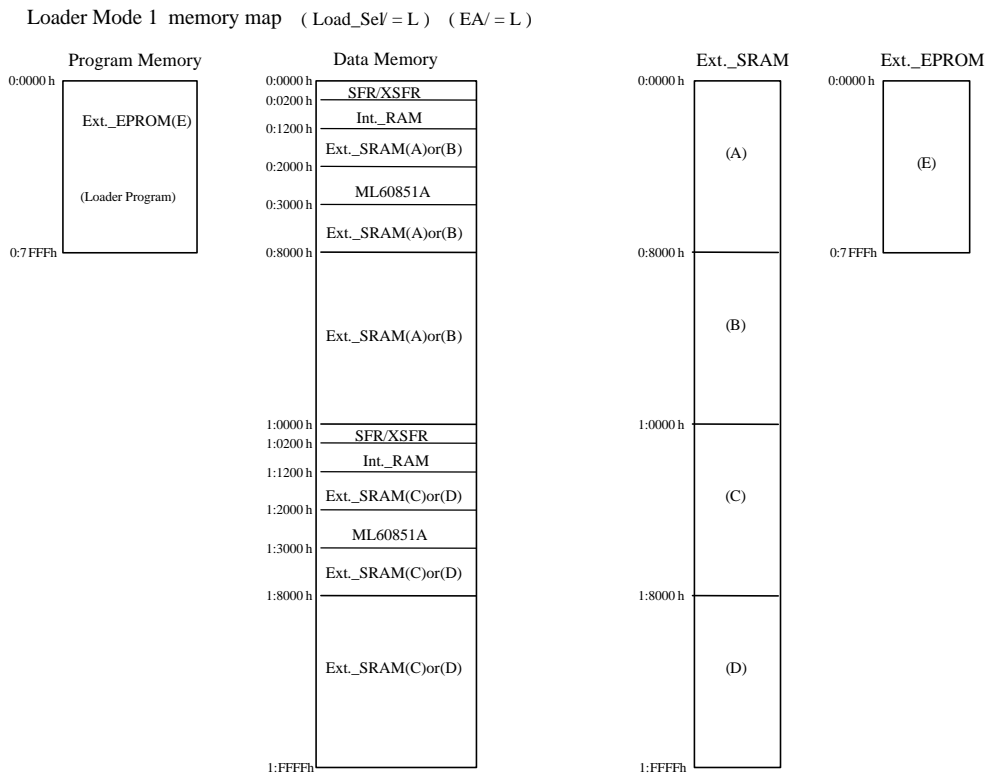 Loader Mode 1 memory map ( Load_Sel/ = L ) ( EA/ = L )
Program Memory
0:0000 h
Ext._EPROM(E)
(Loader Program)
0:7FFFh
Data Memory
0:0000 h
SFR/XSFR
0:0200 h
Int._RAM
0:1200 h
Ext._SRAM(A)or(B)
0:2000 h
ML60851A
0:3000 h
Ext._SRAM(A)or(B)
0:8000 h
Ext._SRAM(A)or(B)
1:0000 h
SFR/XSFR
1:0200 h
Int._RAM
1:1200 h
Ext._SRAM(C)or(D)
1:2000 h
ML60851A
1:3000 h
Ext._SRAM(C)or(D)
1:8000 h
Ext._SRAM(C)or(D)
1:FFFFh
Ext._SRAM
0:0000 h
(A)
0:8000 h
(B)
1:0000 h
(C)
1:8000 h
(D)
1:FFFFh
Ext._EPROM
0:0000 h
(E)
0:7FFFh